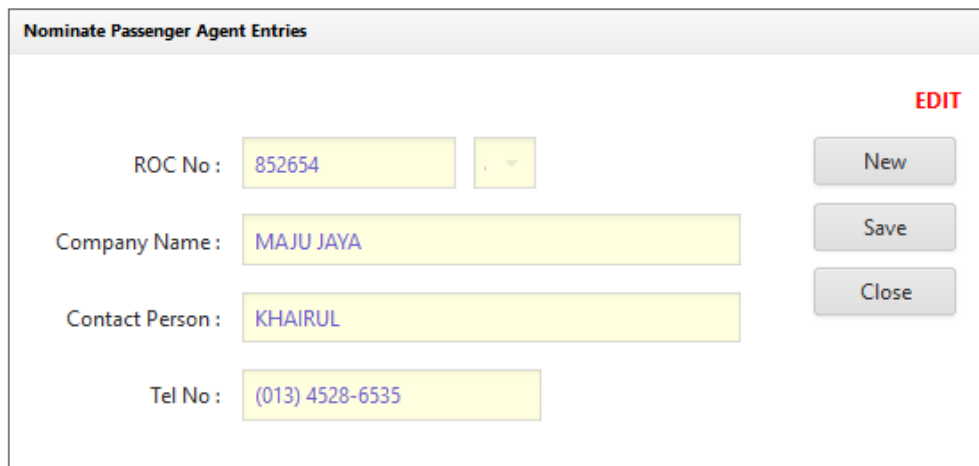 Nominate Passenger Agent Entries
EDIT
ROC No : 852654
New
Company Name : MAJU JAYA
Save
Contact Person : KHAIRUL
Close
Tel No : (013) 4528-6535